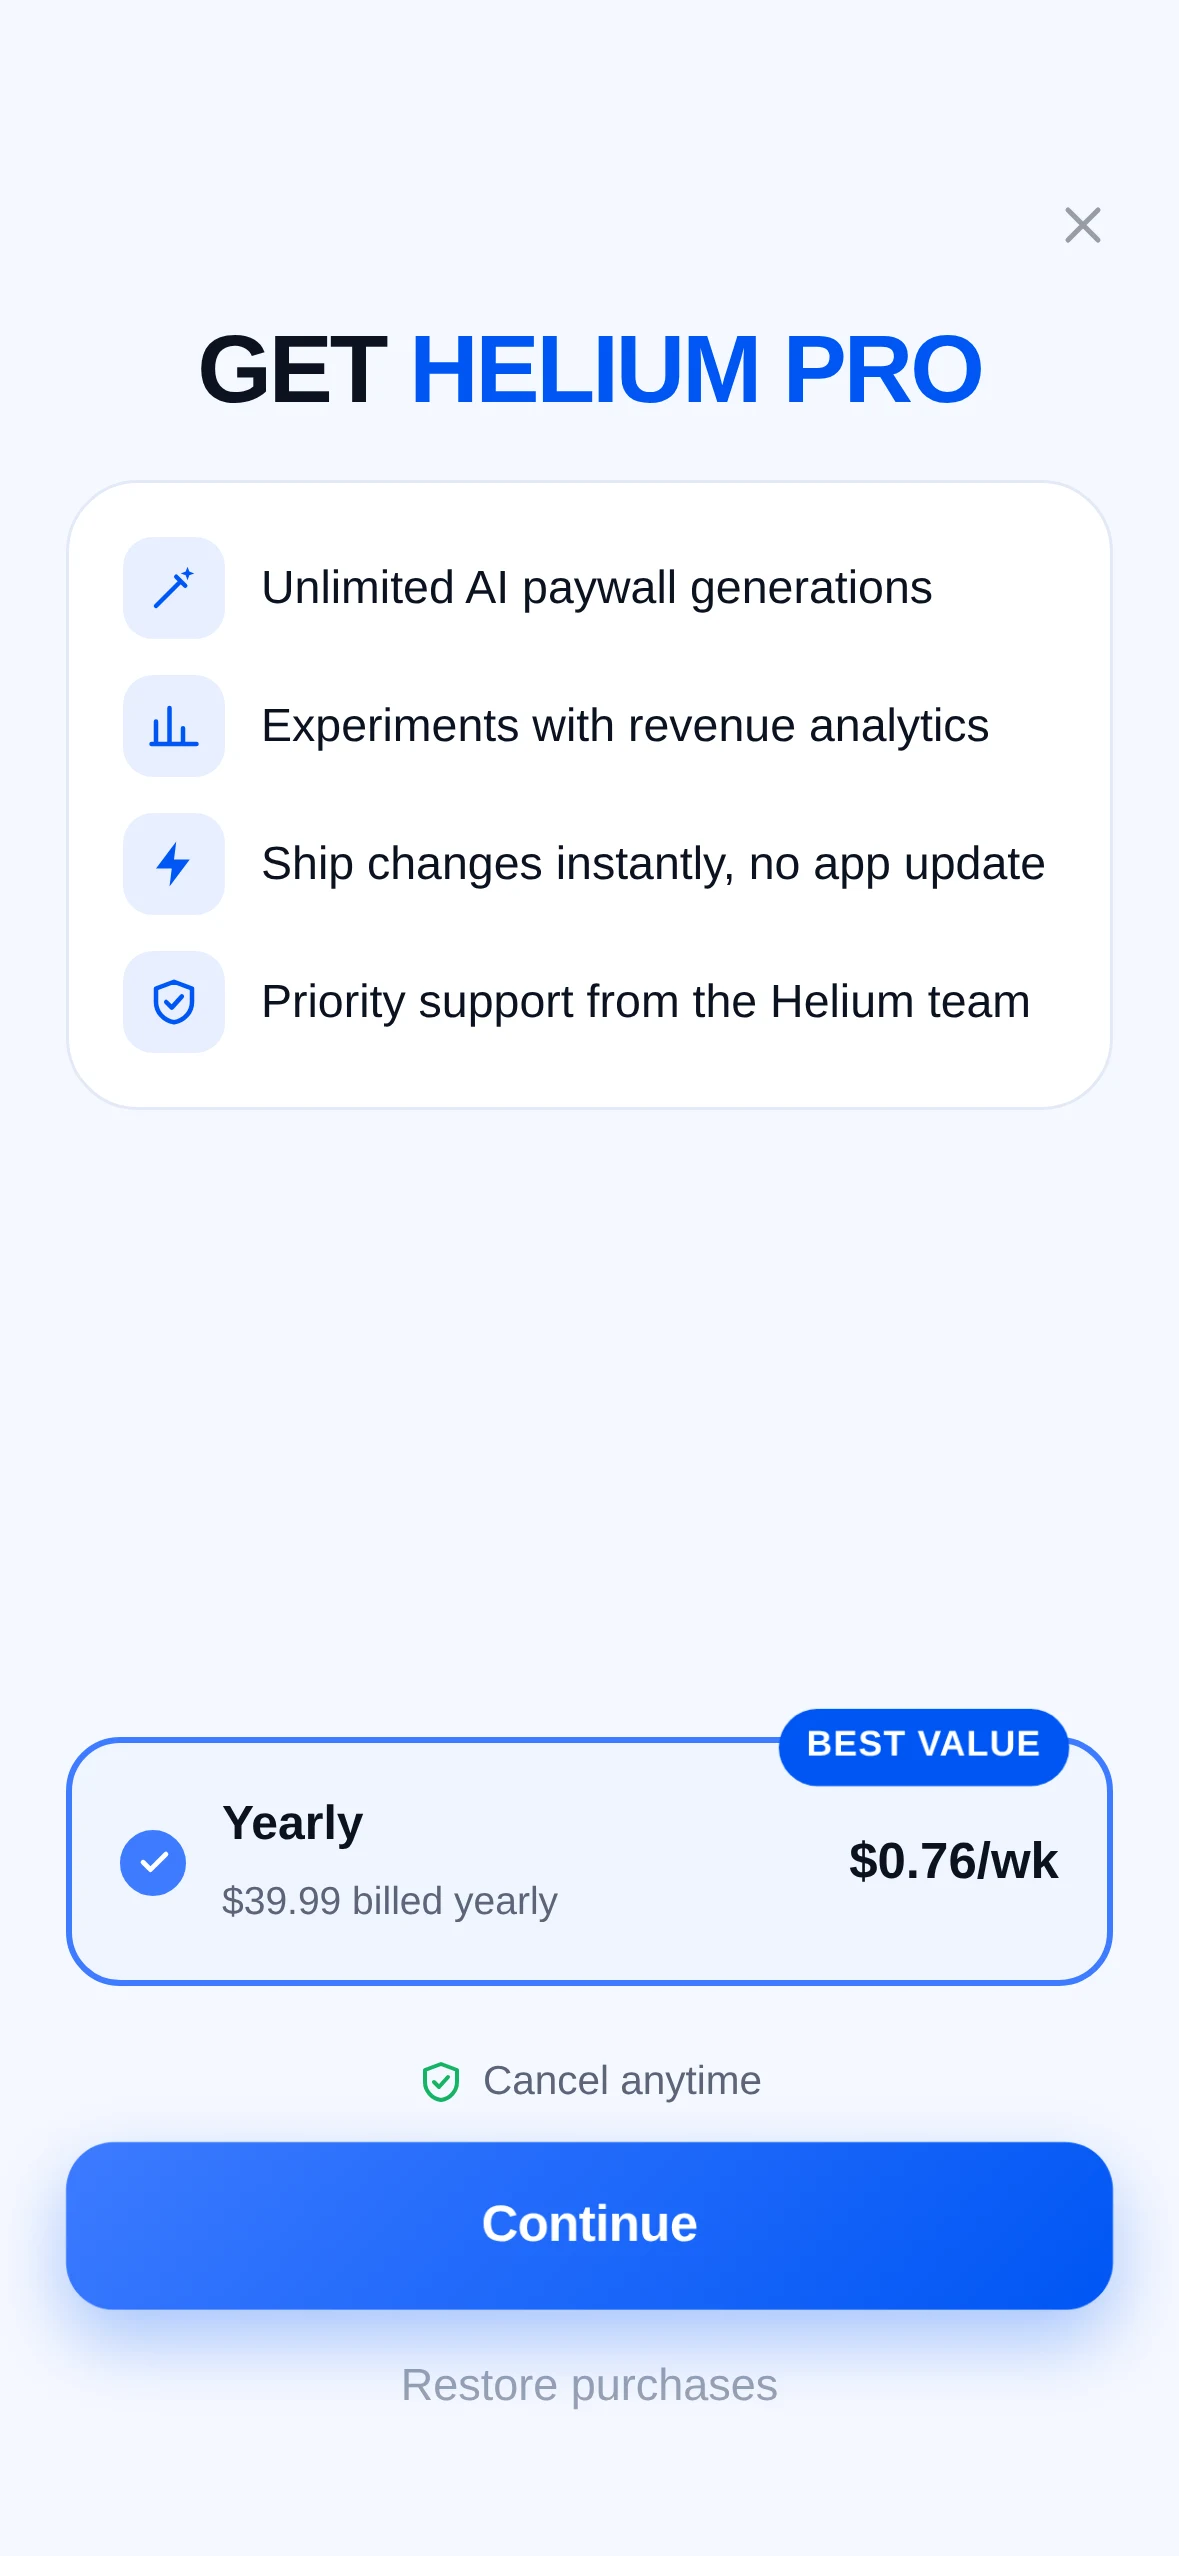 GET HELIUM PRO
Unlimited AI paywall generations
Experiments with revenue analytics
Ship changes instantly, no app update
Priority support from the Helium team
BEST VALUE
Yearly
$39.99 billed yearly
$0.76/wk
Cancel anytime
Continue
Restore purchases